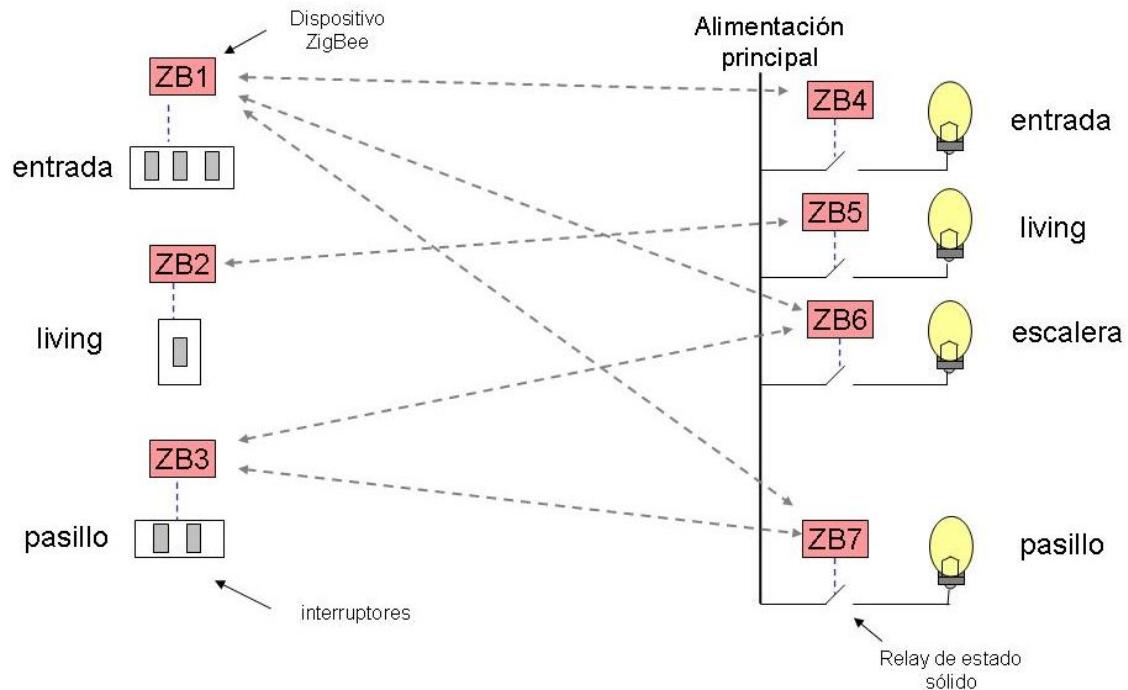 Dispositivo
ZigBee
Alimentación
principal
ZB1
ZB4
entrada
entrada
ZB5
living
ZB2
ZB6
escalera
living
ZB3
ZB7
pasillo
pasillo
interruptores
Relay de estado
sólido